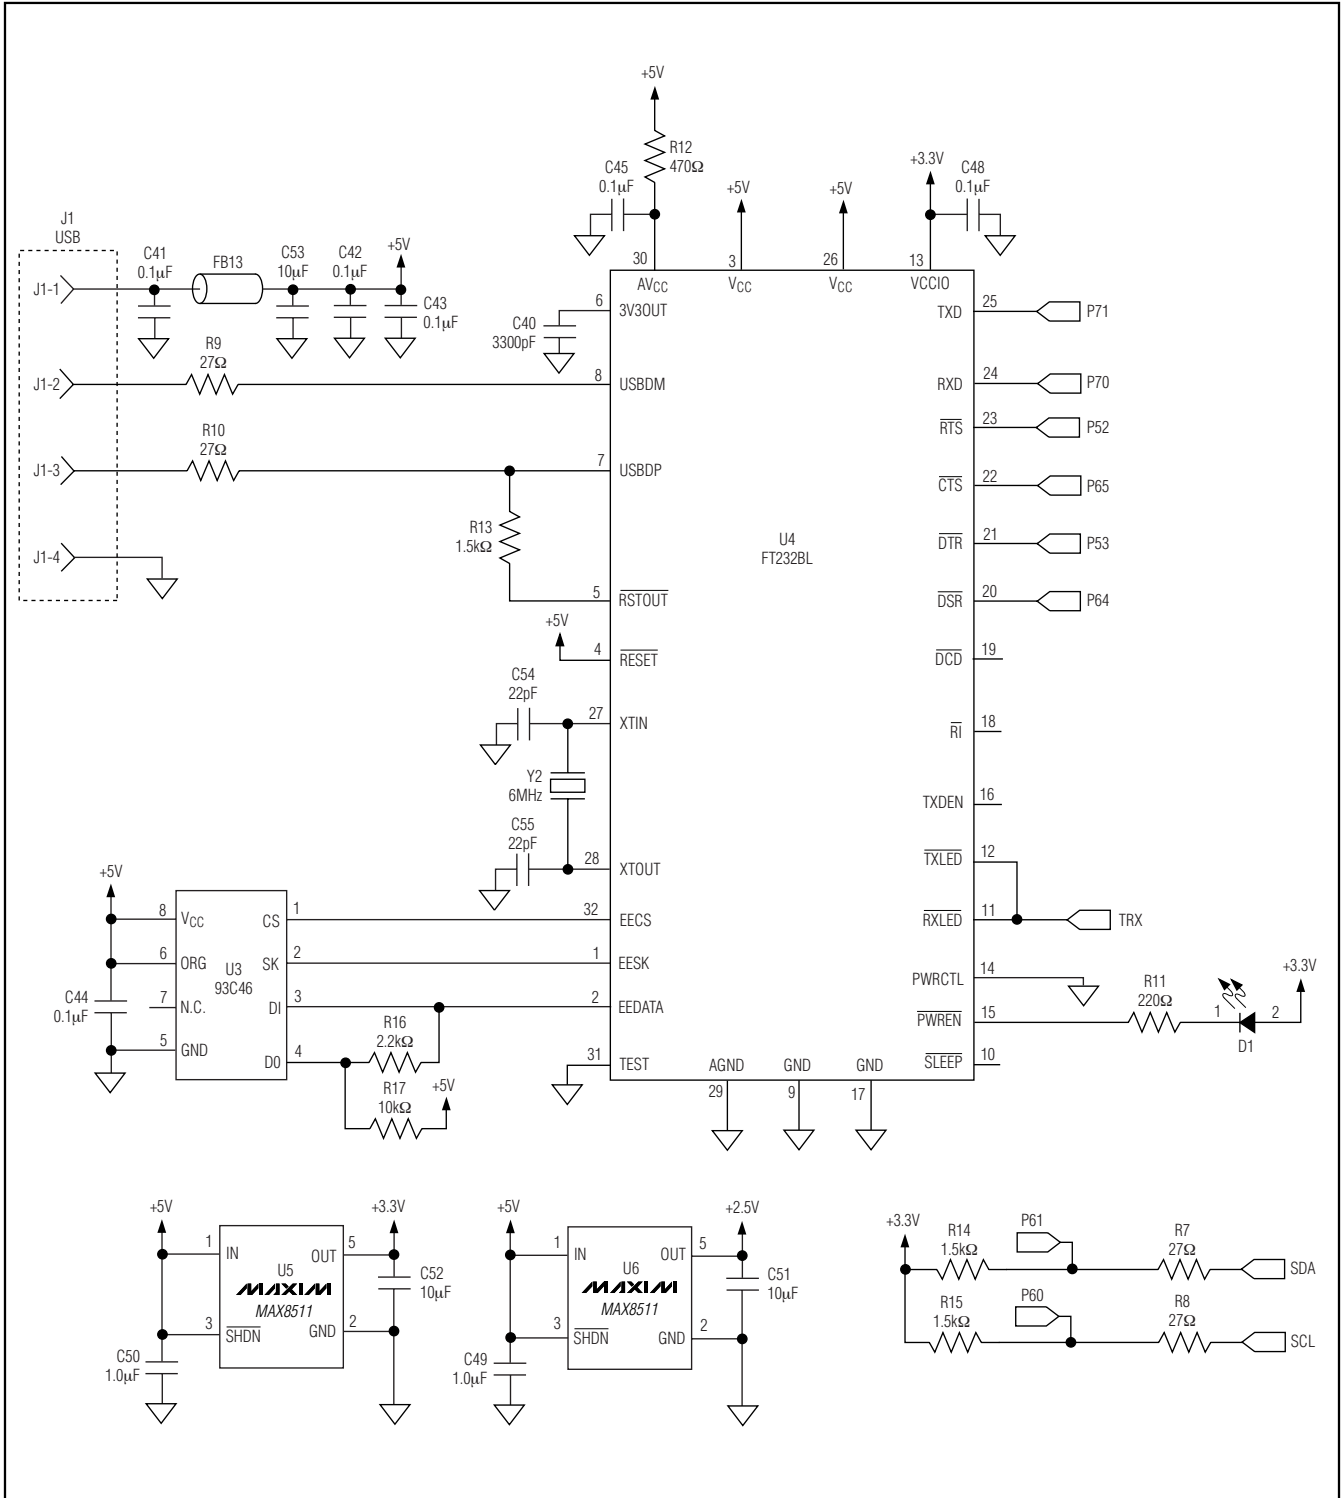 +5V
R12
470Ω
C45
0.1µF
+5V
+5V
+3.3V
C48
0.1µF
J1
USB
C41
0.1µF
FB13
C53
10µF
C42
0.1µF
+5V
C43
0.1µF
J1-1
30
3
26
13
AVCC
VCC
VCC
VCCIO
6
3V3OUT
C40
3300pF
TXD
25
P71
R9
27Ω
J1-2
8
USBDM
RXD
24
P70
RTS
23
P52
R10
27Ω
J1-3
7
USBDP
CTS
22
P65
R13
1.5kΩ
U4
FT232BL
DTR
21
P53
J1-4
5
RSTOUT
DSR
20
P64
+5V
4
RESET
DCD
19
C54
22pF
27
XTIN
RI
18
Y2
6MHz
TXDEN
16
C55
22pF
28
XTOUT
TXLED
12
+5V
8
VCC
CS
1
32
EECS
RXLED
11
TRX
6
ORG
SK
2
1
EESK
PWRCTL
14
U3
93C46
C44
0.1µF
7
N.C.
DI
3
2
EEDATA
PWREN
15
R11
220Ω
1
2
D1
+3.3V
5
GND
D0
4
R16
2.2kΩ
31
TEST
AGND
GND
GND
SLEEP
10
29
9
17
R17
10kΩ
+5V
+5V
+3.3V
1
IN
OUT
5
U5
MAXIM
MAX8511
C52
10µF
3
SHDN
GND
2
C50
1.0µF
+5V
+2.5V
1
IN
OUT
5
U6
MAXIM
MAX8511
C51
10µF
3
SHDN
GND
2
C49
1.0µF
+3.3V
R14
1.5kΩ
P61
R7
27Ω
SDA
R15
1.5kΩ
P60
R8
27Ω
SCL